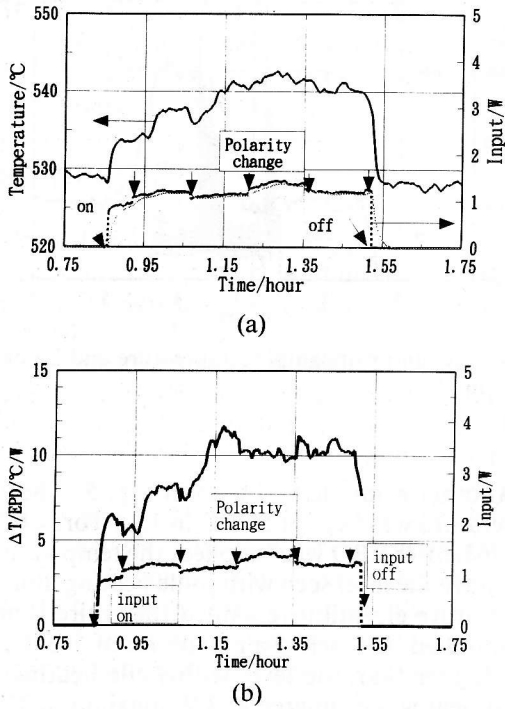 550
540
530
520
Temperature/℃
5
4
3
2
1
0
Input/W
Polarity
change
on
off
0.75
0.95
1.15
1.35
1.55
1.75
Time/hour
(a)
15
10
5
0
ΔT/EPD/℃/W
5
4
3
2
1
0
Input/W
Polarity
change
input
on
input
off
0.75
0.95
1.15
1.35
1.55
1.75
Time/hour
(b)